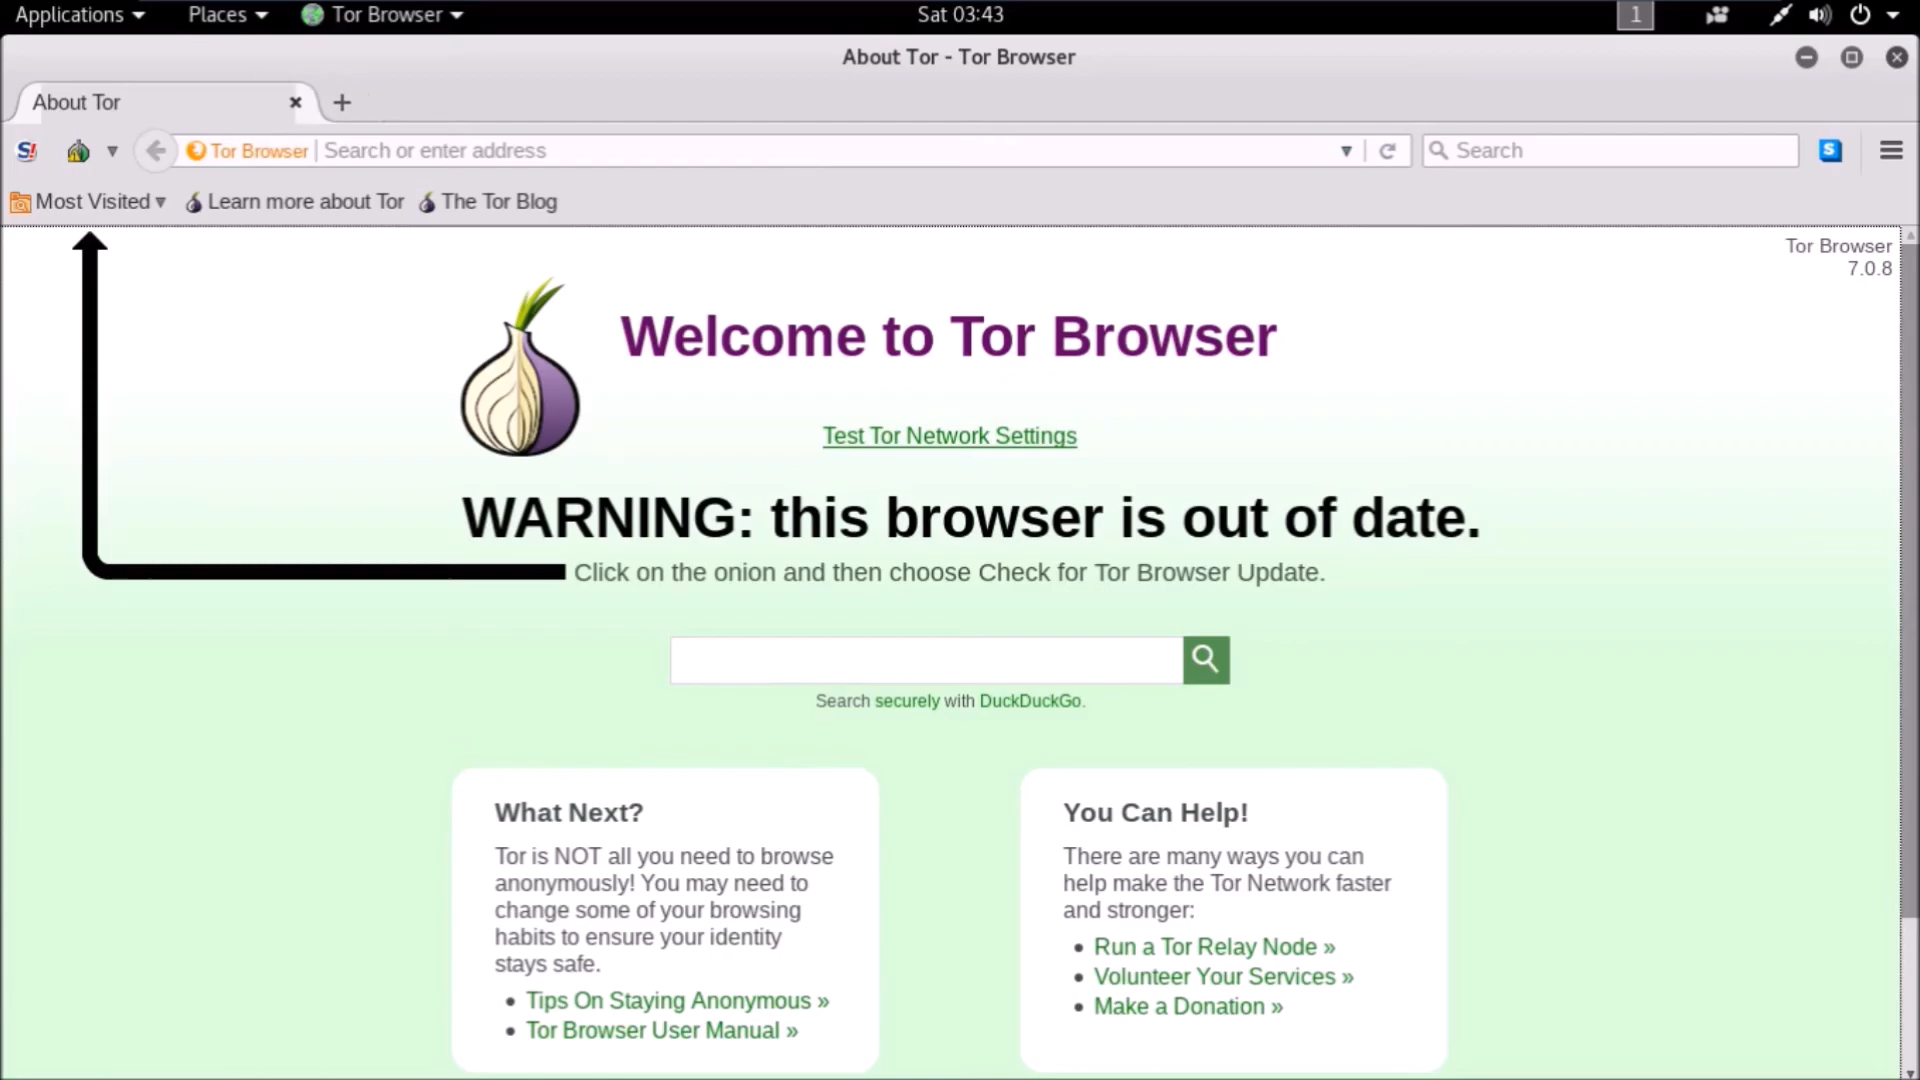 Applications Places Tor Browser Sat 03:43 1
About Tor - Tor Browser
About Tor
Tor Browser Search or enter address Search
Most Visited Learn more about Tor The Tor Blog
Tor Browser
7.0.8
Welcome to Tor Browser
Test Tor Network Settings
WARNING: this browser is out of date.
Click on the onion and then choose Check for Tor Browser Update.
Search securely with DuckDuckGo.
What Next?
Tor is NOT all you need to browse
anonymously! You may need to
change some of your browsing
habits to ensure your identity
stays safe.
• Tips On Staying Anonymous »
• Tor Browser User Manual »
You Can Help!
There are many ways you can
help make the Tor Network faster
and stronger:
• Run a Tor Relay Node »
• Volunteer Your Services »
• Make a Donation »